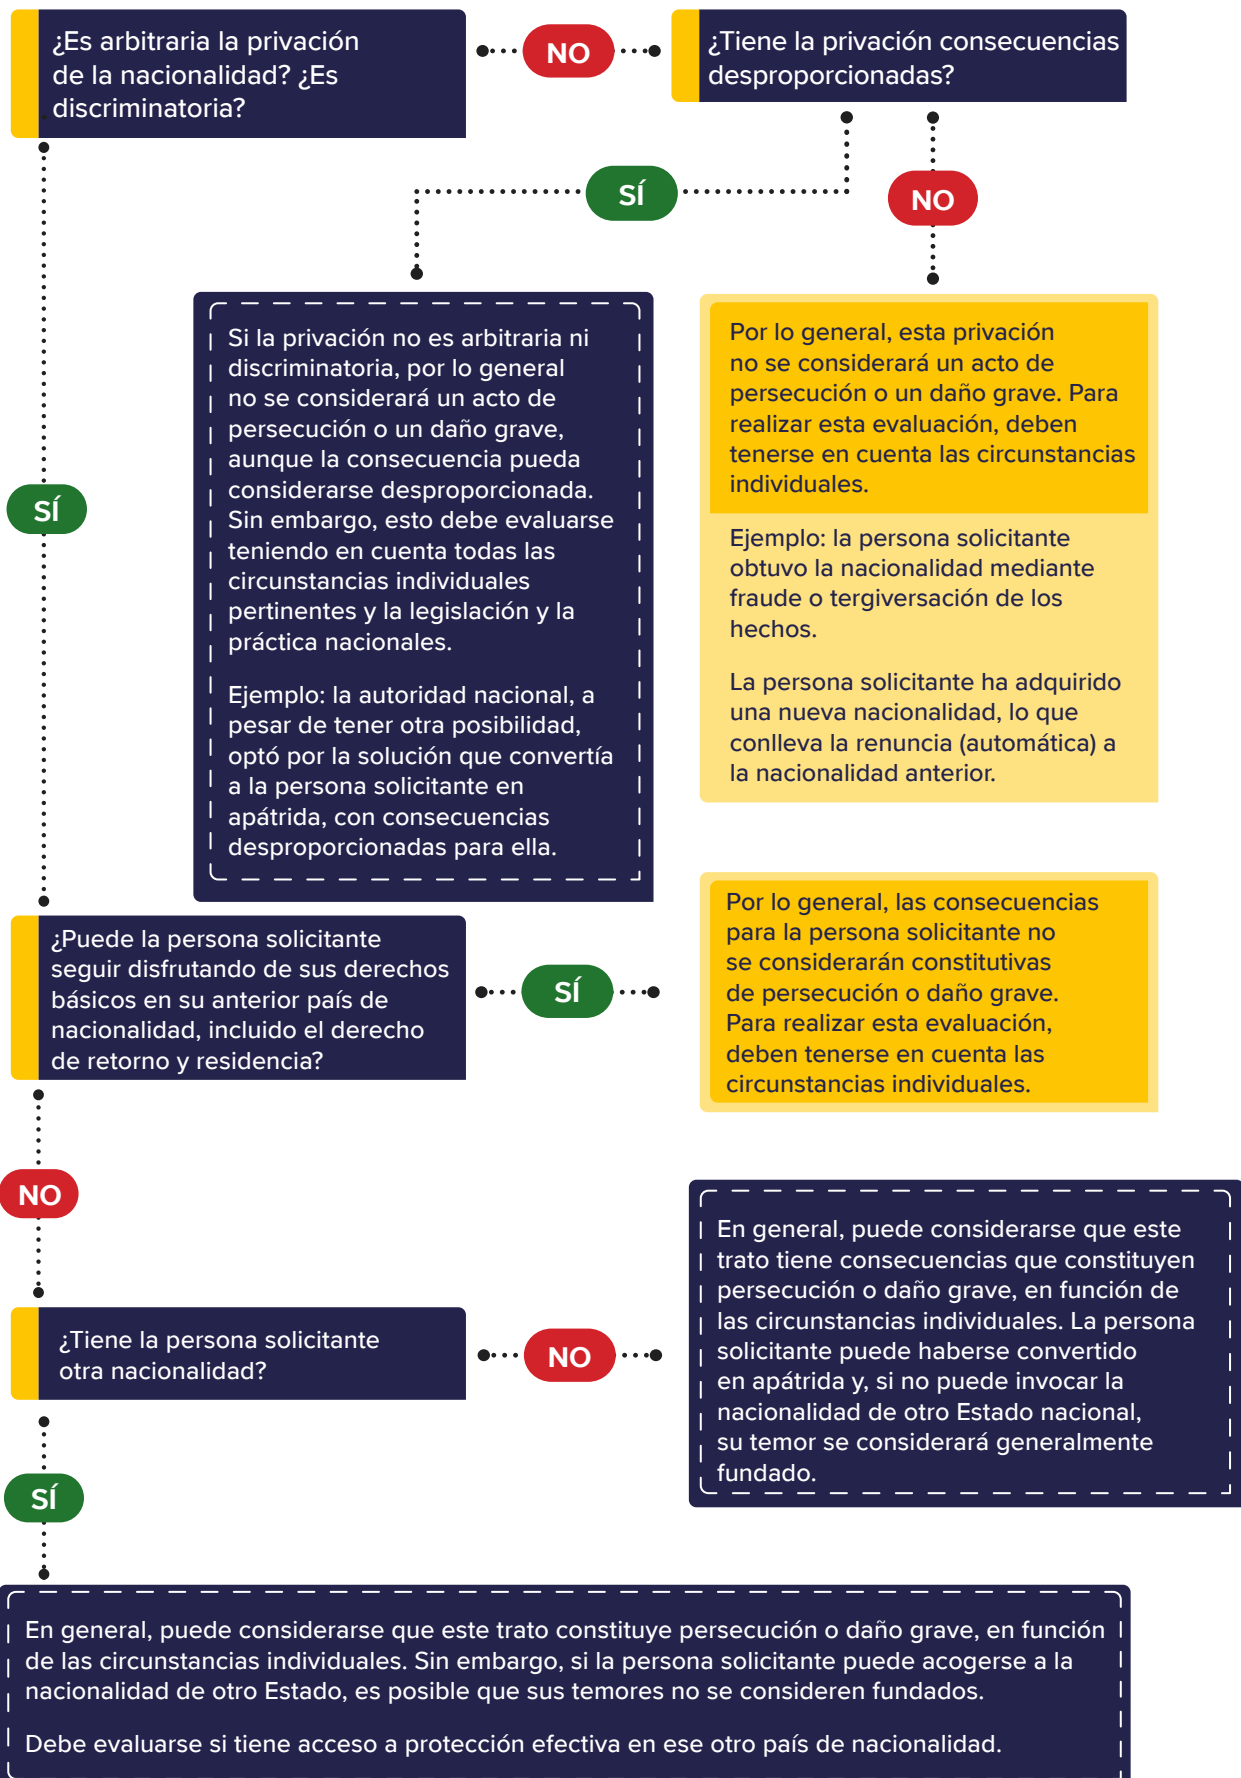 ¿Es arbitraria la privación
de la nacionalidad? ¿Es
discriminatoria?
NO
¿Tiene la privación consecuencias
desproporcionadas?
SÍ
NO
Si la privación no es arbitraria ni
discriminatoria, por lo general
no se considerará un acto de
persecución o un daño grave,
aunque la consecuencia pueda
considerarse desproporcionada.
Sin embargo, esto debe evaluarse
teniendo en cuenta todas las
circunstancias individuales
pertinentes y la legislación y la
práctica nacionales.
Ejemplo: la autoridad nacional, a
pesar de tener otra posibilidad,
optó por la solución que convertía
a la persona solicitante en
apátrida, con consecuencias
desproporcionadas para ella.
Por lo general, esta privación
no se considerará un acto de
persecución o un daño grave. Para
realizar esta evaluación, deben
tenerse en cuenta las circunstancias
individuales.
Ejemplo: la persona solicitante
obtuvo la nacionalidad mediante
fraude o tergiversación de los
hechos.
La persona solicitante ha adquirido
una nueva nacionalidad, lo que
conlleva la renuncia (automática) a
la nacionalidad anterior.
SÍ
¿Puede la persona solicitante
seguir disfrutando de sus derechos
básicos en su anterior país de
nacionalidad, incluido el derecho
de retorno y residencia?
SÍ
Por lo general, las consecuencias
para la persona solicitante no
se considerarán constitutivas
de persecución o daño grave.
Para realizar esta evaluación,
deben tenerse en cuenta las
circunstancias individuales.
NO
¿Tiene la persona solicitante
otra nacionalidad?
NO
En general, puede considerarse que este
trato tiene consecuencias que constituyen
persecución o daño grave, en función de
las circunstancias individuales. La persona
solicitante puede haberse convertido
en apátrida y, si no puede invocar la
nacionalidad de otro Estado nacional,
su temor se considerará generalmente
fundado.
SÍ
En general, puede considerarse que este trato constituye persecución o daño grave, en función
de las circunstancias individuales. Sin embargo, si la persona solicitante puede acogerse a la
nacionalidad de otro Estado, es posible que sus temores no se consideren fundados.
Debe evaluarse si tiene acceso a protección efectiva en ese otro país de nacionalidad.